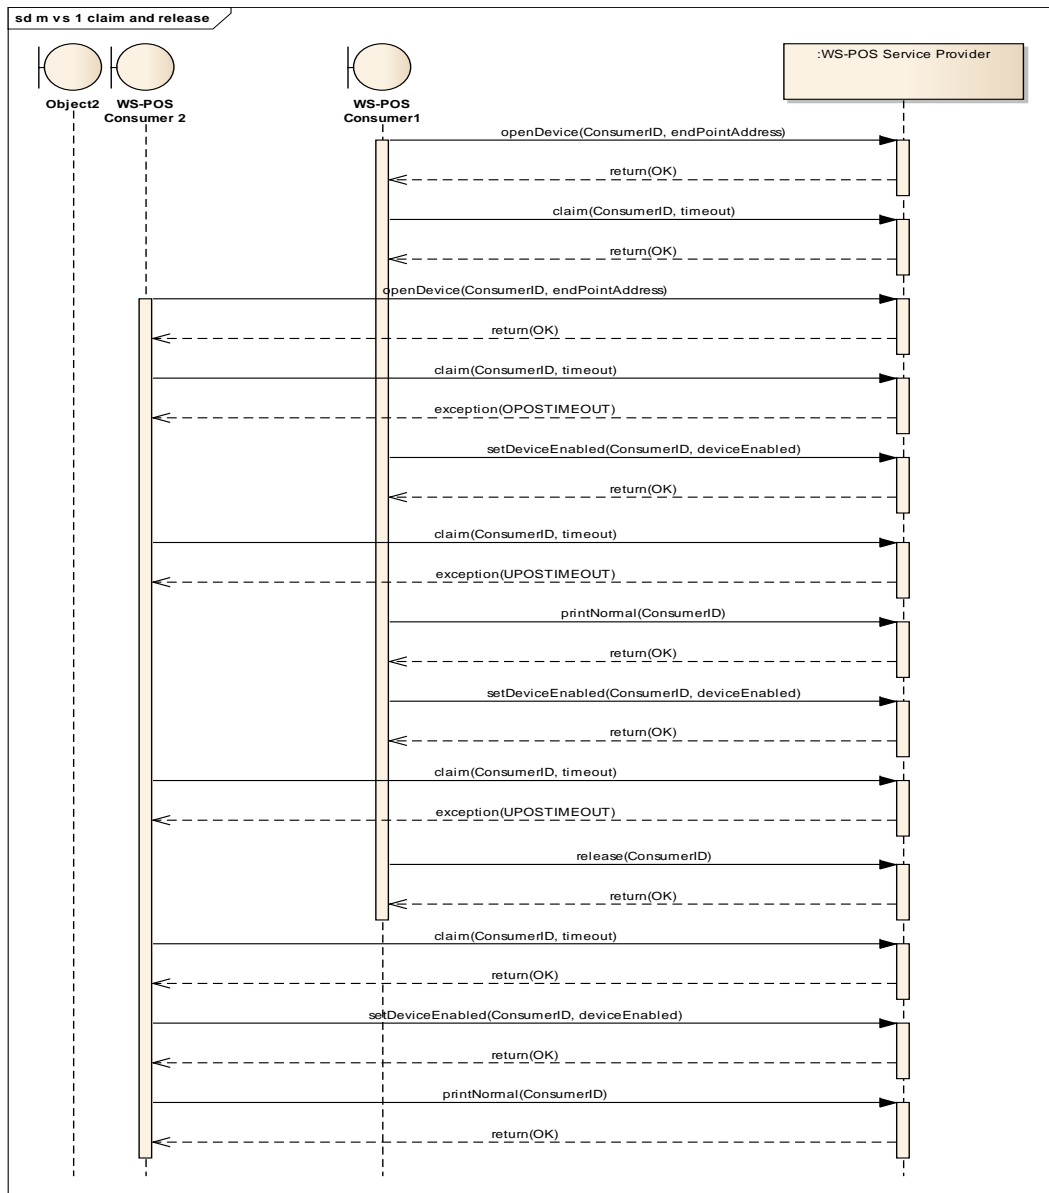 sd m v s 1 claim and release
:WS-POS Service Provider
Object2
WS-POS
Consumer 2
WS-POS
Consumer1
openDevice(ConsumerID, endPointAddress)
return(OK)
claim(ConsumerID, timeout)
return(OK)
openDevice(ConsumerID, endPointAddress)
return(OK)
claim(ConsumerID, timeout)
exception(OPOSTIMEOUT)
setDeviceEnabled(ConsumerID, deviceEnabled)
return(OK)
claim(ConsumerID, timeout)
exception(UPOSTIMEOUT)
printNormal(ConsumerID)
return(OK)
setDeviceEnabled(ConsumerID, deviceEnabled)
return(OK)
claim(ConsumerID, timeout)
exception(UPOSTIMEOUT)
release(ConsumerID)
return(OK)
claim(ConsumerID, timeout)
return(OK)
setDeviceEnabled(ConsumerID, deviceEnabled)
return(OK)
printNormal(ConsumerID)
return(OK)